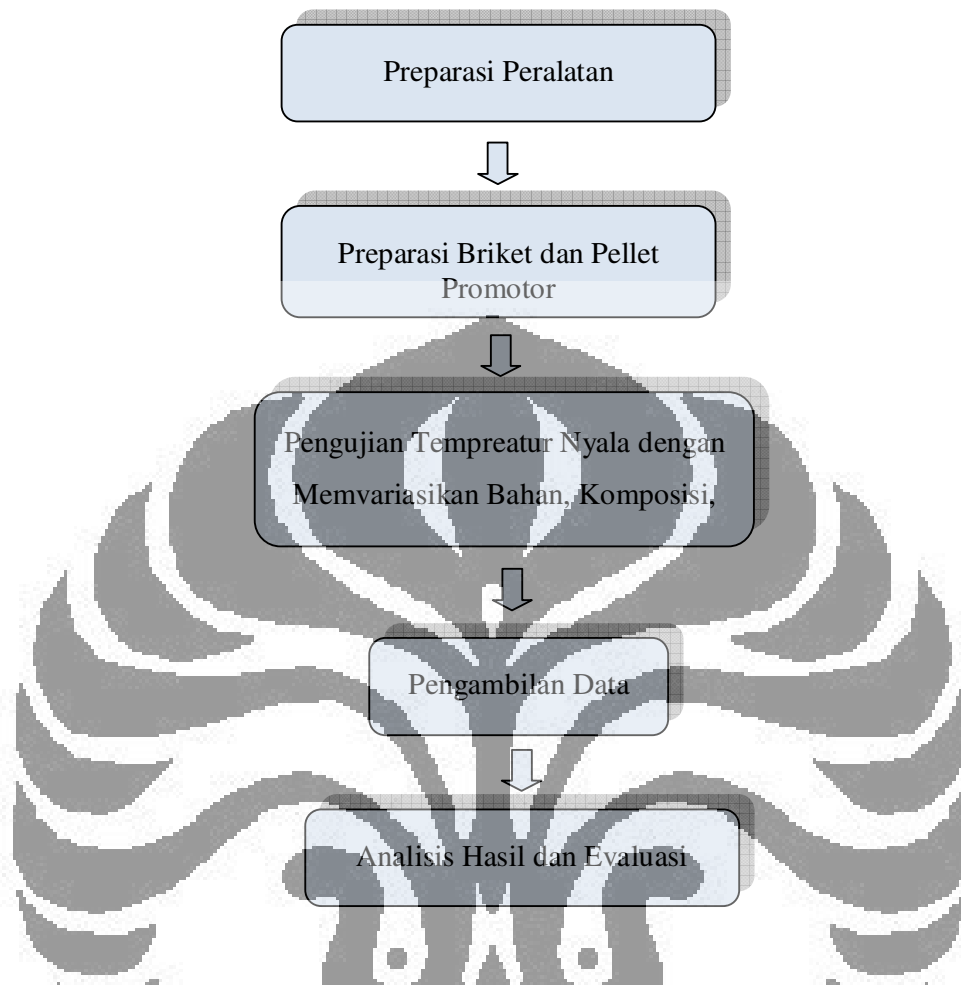 Preparasi Peralatan
Preparasi Briket dan Pellet
Promotor
Pengujian Tempreatur Nyala dengan
Memvariasikan Bahan, Komposisi,
Pengambilan Data
Analisis Hasil dan Evaluasi